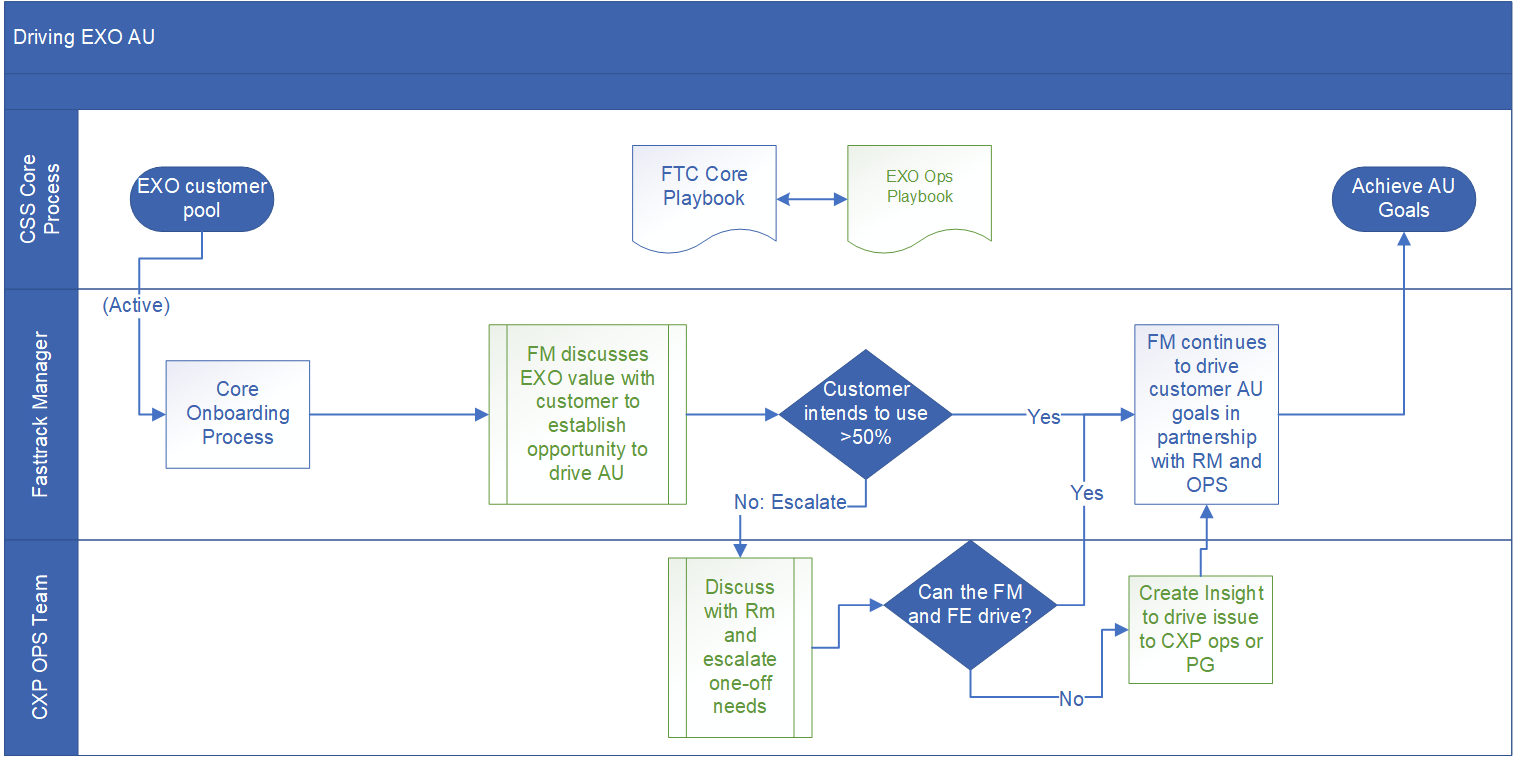 Driving EXO AU
CSS Core
Process
EXO customer
pool
FTC Core
Playbook
EXO Ops
Playbook
Achieve AU
Goals
Fasttrack Manager
(Active)
Core
Onboarding
Process
FM discusses
EXO value with
customer to
establish
opportunity to
drive AU
Customer
intends to use
>50%
Yes
FM continues
to drive
customer AU
goals in
partnership
with RM and
OPS
No: Escalate
Yes
CXP OPS Team
Discuss
with Rm
and
escalate
one-off
needs
Can the FM
and FE drive?
No
Create Insight
to drive issue
to CXP ops or
PG